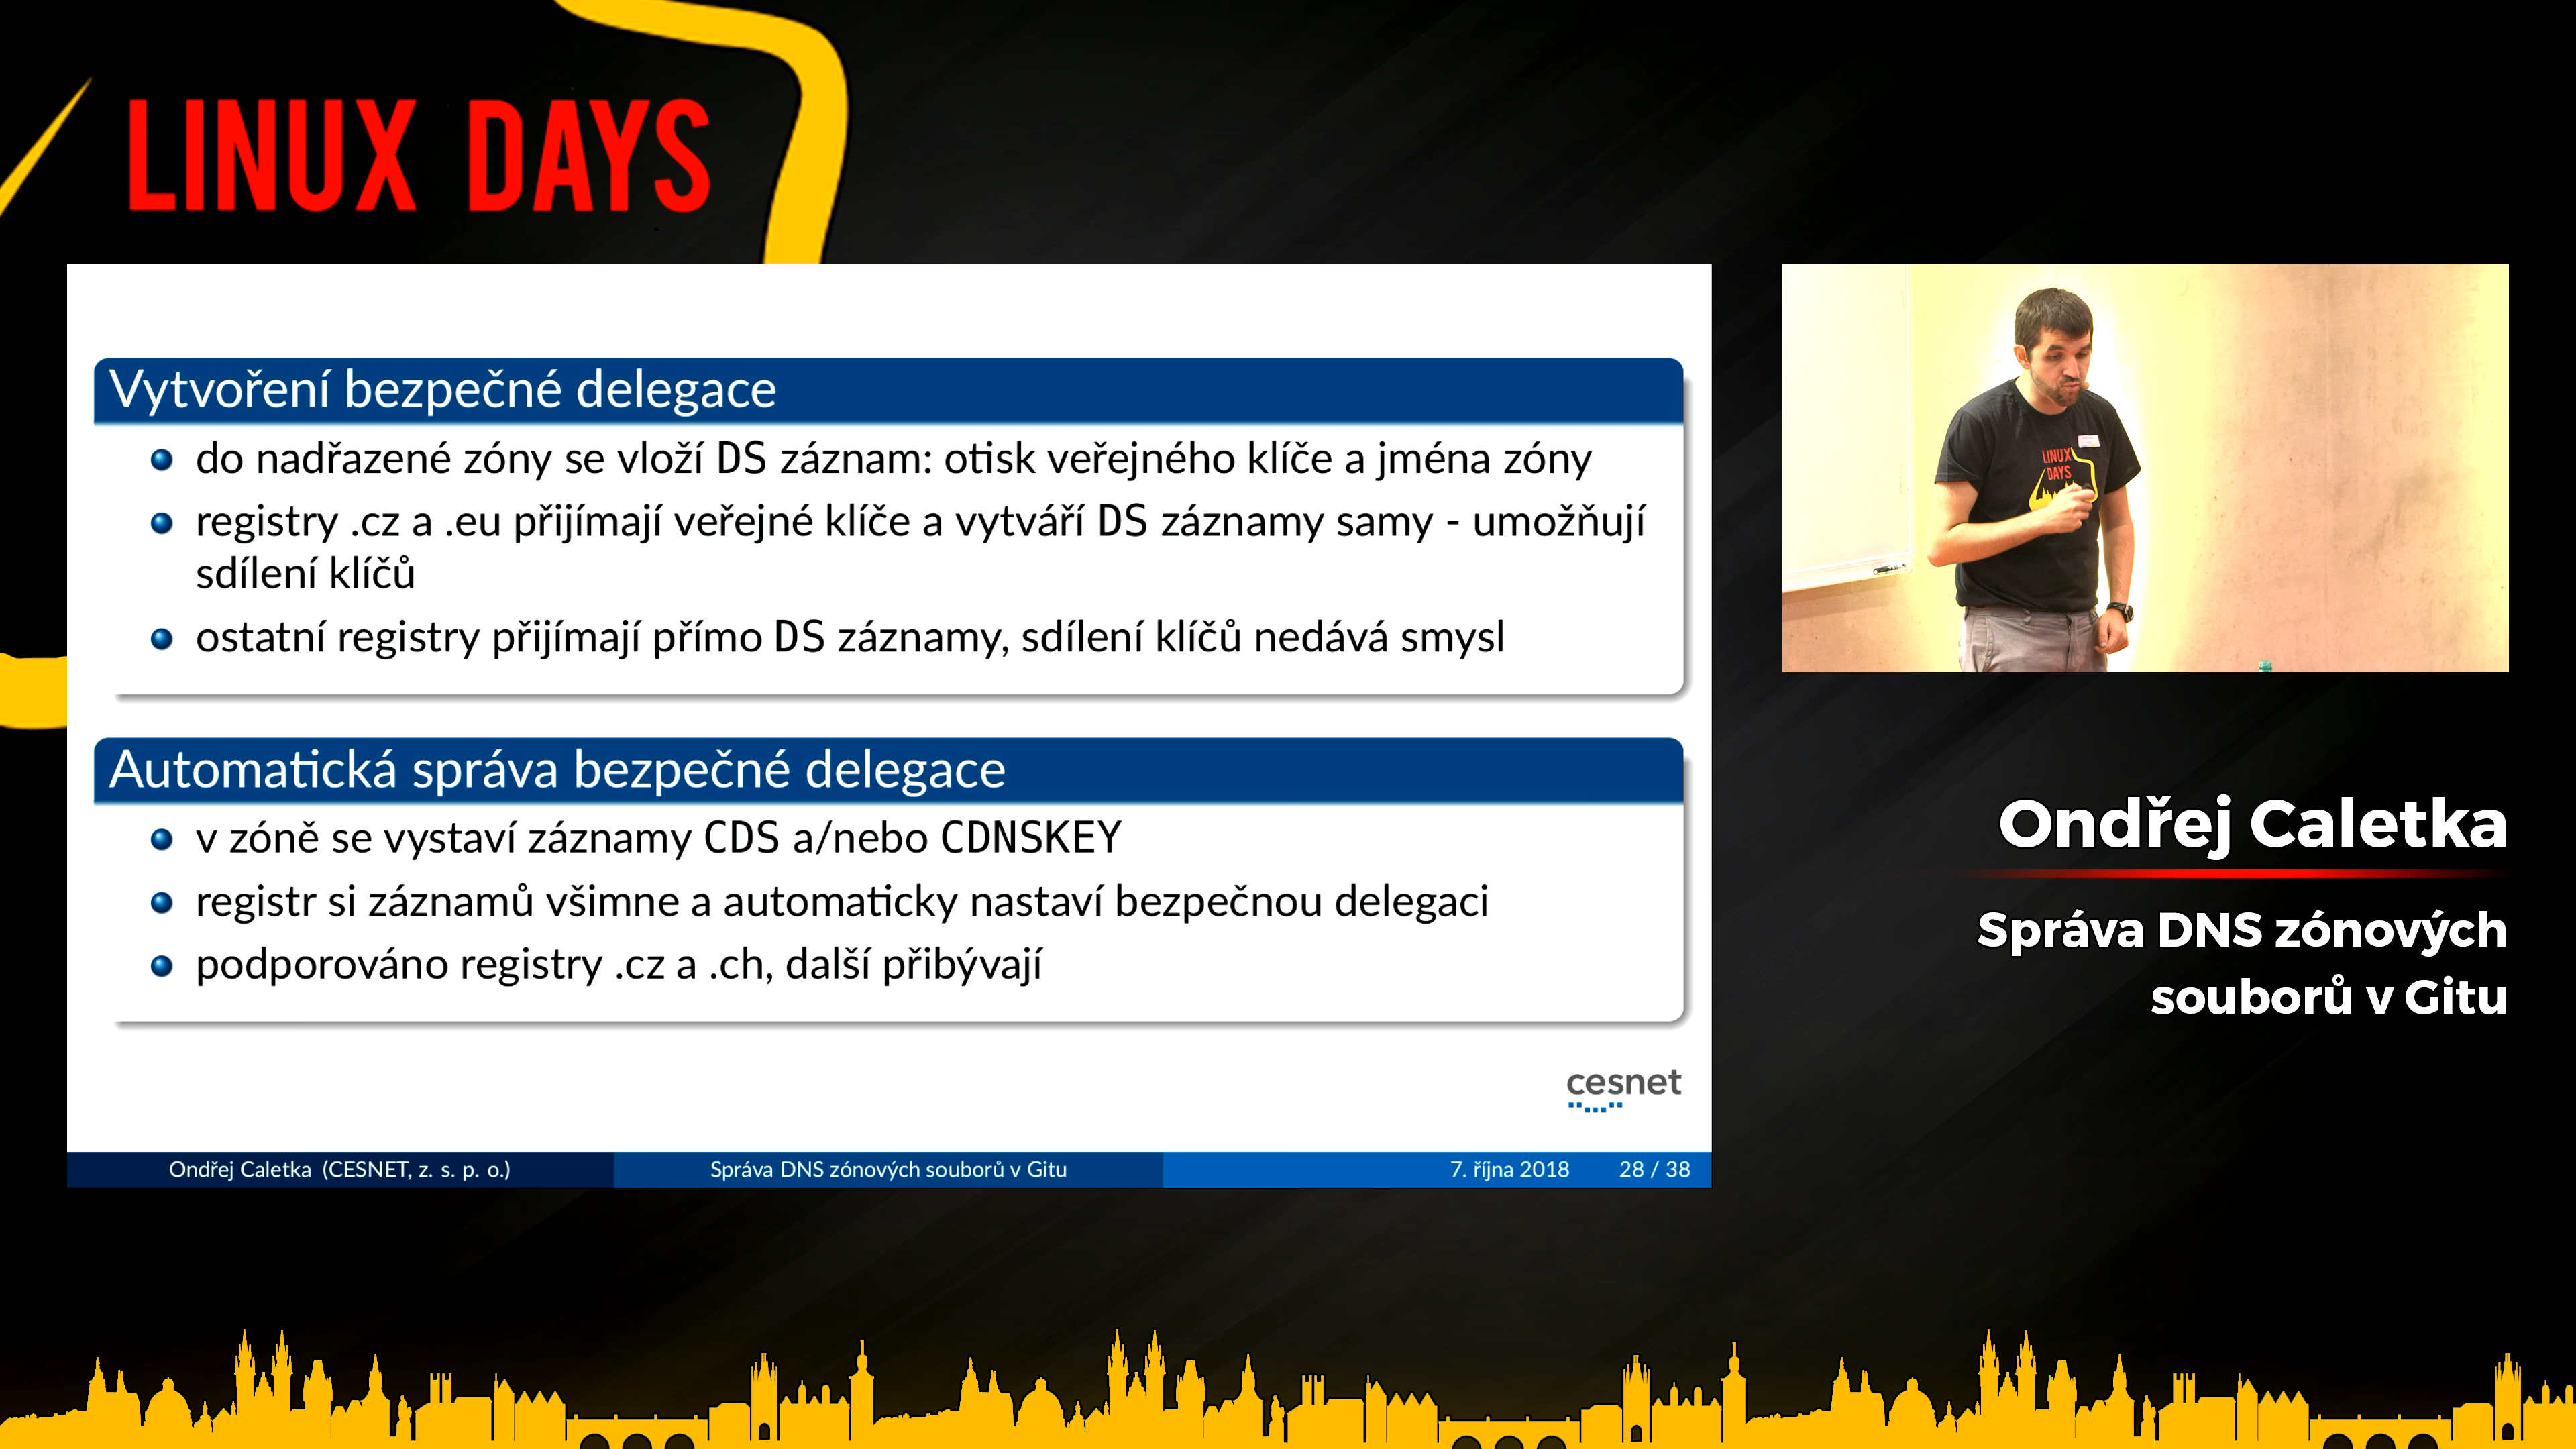 LINUX DAYS
Vytvoření bezpečné delegace
do nadřazené zóny se vloží DS záznam: otisk veřejného klíče a jména zóny
registry .cz a .eu přijímají veřejné klíče a vytváří DS záznamy samy - umožňují
sdílení klíčů
ostatní registry přijímají přímo DS záznamy, sdílení klíčů nedává smysl
Automatická správa bezpečné delegace
v zóně se vystaví záznamy CDS a/nebo CDNSKEY
registr si záznamů všimne a automaticky nastaví bezpečnou delegaci
podporováno registry .cz a .ch, další přibývají
cesnet
Ondřej Caletka (CESNET, z. s. p. o.) Správa DNS zónových souborů v Gitu 7. října 2018 28 / 38
LINUX
DAYS
Ondřej Caletka
Správa DNS zónových
souborů v Gitu